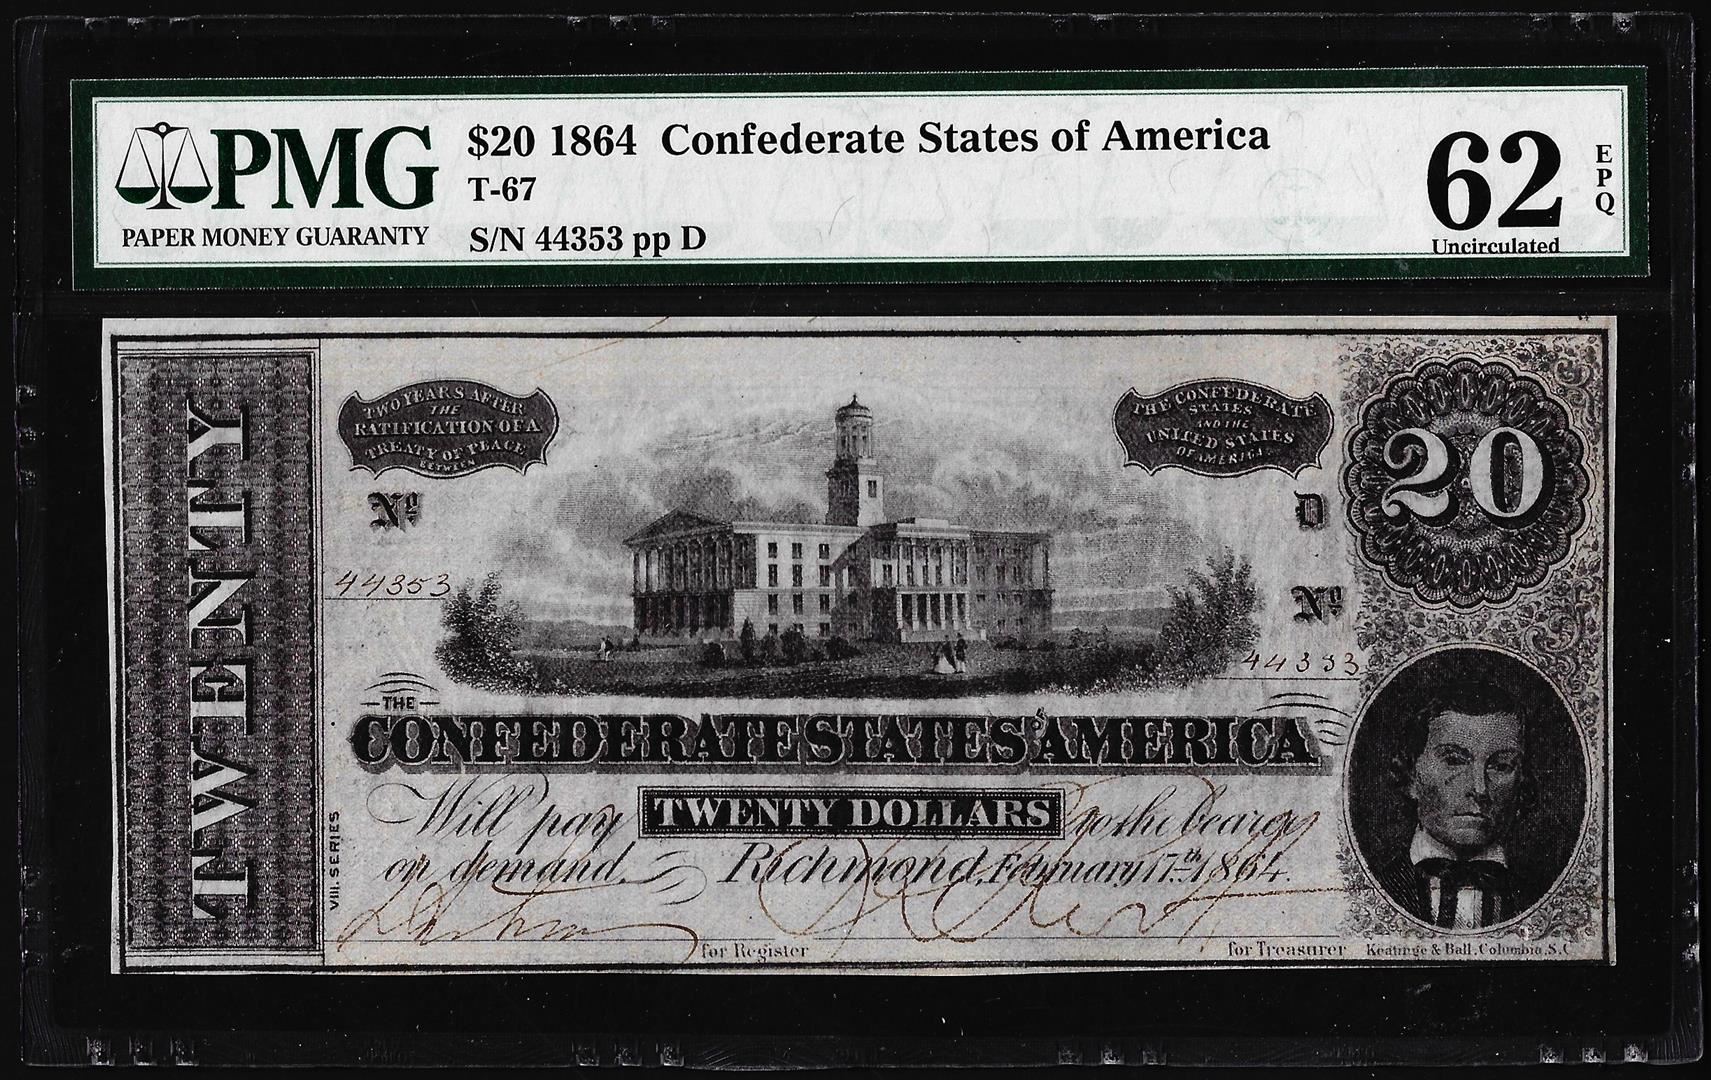 PMG
PAPER MONEY GUARANTY
$20 1864 Confederate States of America
T-67
S/N 44353 pp D
62
EPQ
Uncirculated
TWENTY
TWO YEARS AFTER
THE
RATIFICATION OF A
TREATY OF PEACE
BETWEEN
THE CONFEDERATE
STATES
AND THE
UNITED STATES
OF AMERICA.
20
No
D
44353
No
44353
THE
CONFEDERATE STATES OF AMERICA
Will pay TWENTY DOLLARS to the bearer
on demand. Richmond, February 17th 1864.
VIII. SERIES
for Register
for Treasurer
Keatinge & Ball, Columbia, S.C.